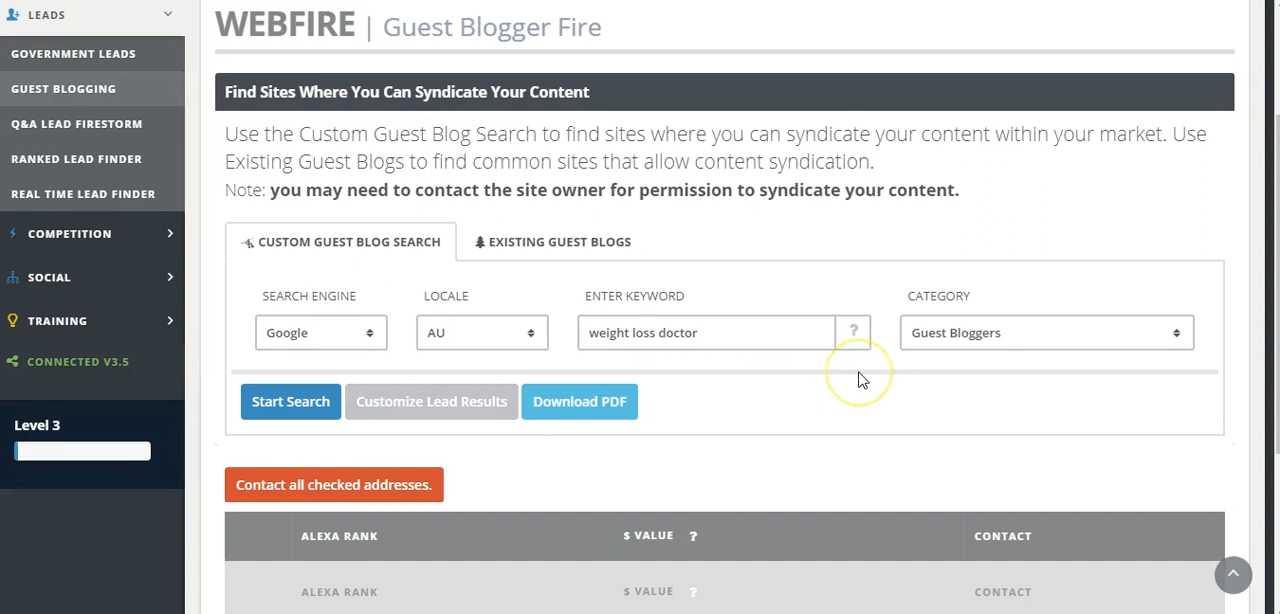 LEADS
GOVERNMENT LEADS
GUEST BLOGGING
Q&A LEAD FIRESTORM
RANKED LEAD FINDER
REAL TIME LEAD FINDER
COMPETITION
SOCIAL
TRAINING
CONNECTED V3.5
Level 3
WEBFIRE | Guest Blogger Fire
Find Sites Where You Can Syndicate Your Content
Use the Custom Guest Blog Search to find sites where you can syndicate your content within your market. Use
Existing Guest Blogs to find common sites that allow content syndication.
Note: you may need to contact the site owner for permission to syndicate your content.
CUSTOM GUEST BLOG SEARCH EXISTING GUEST BLOGS
SEARCH ENGINE LOCALE ENTER KEYWORD CATEGORY
Google AU weight loss doctor ? Guest Bloggers
Start Search Customize Lead Results Download PDF
Contact all checked addresses.
ALEXA RANK $ VALUE ? CONTACT
ALEXA RANK $ VALUE ? CONTACT